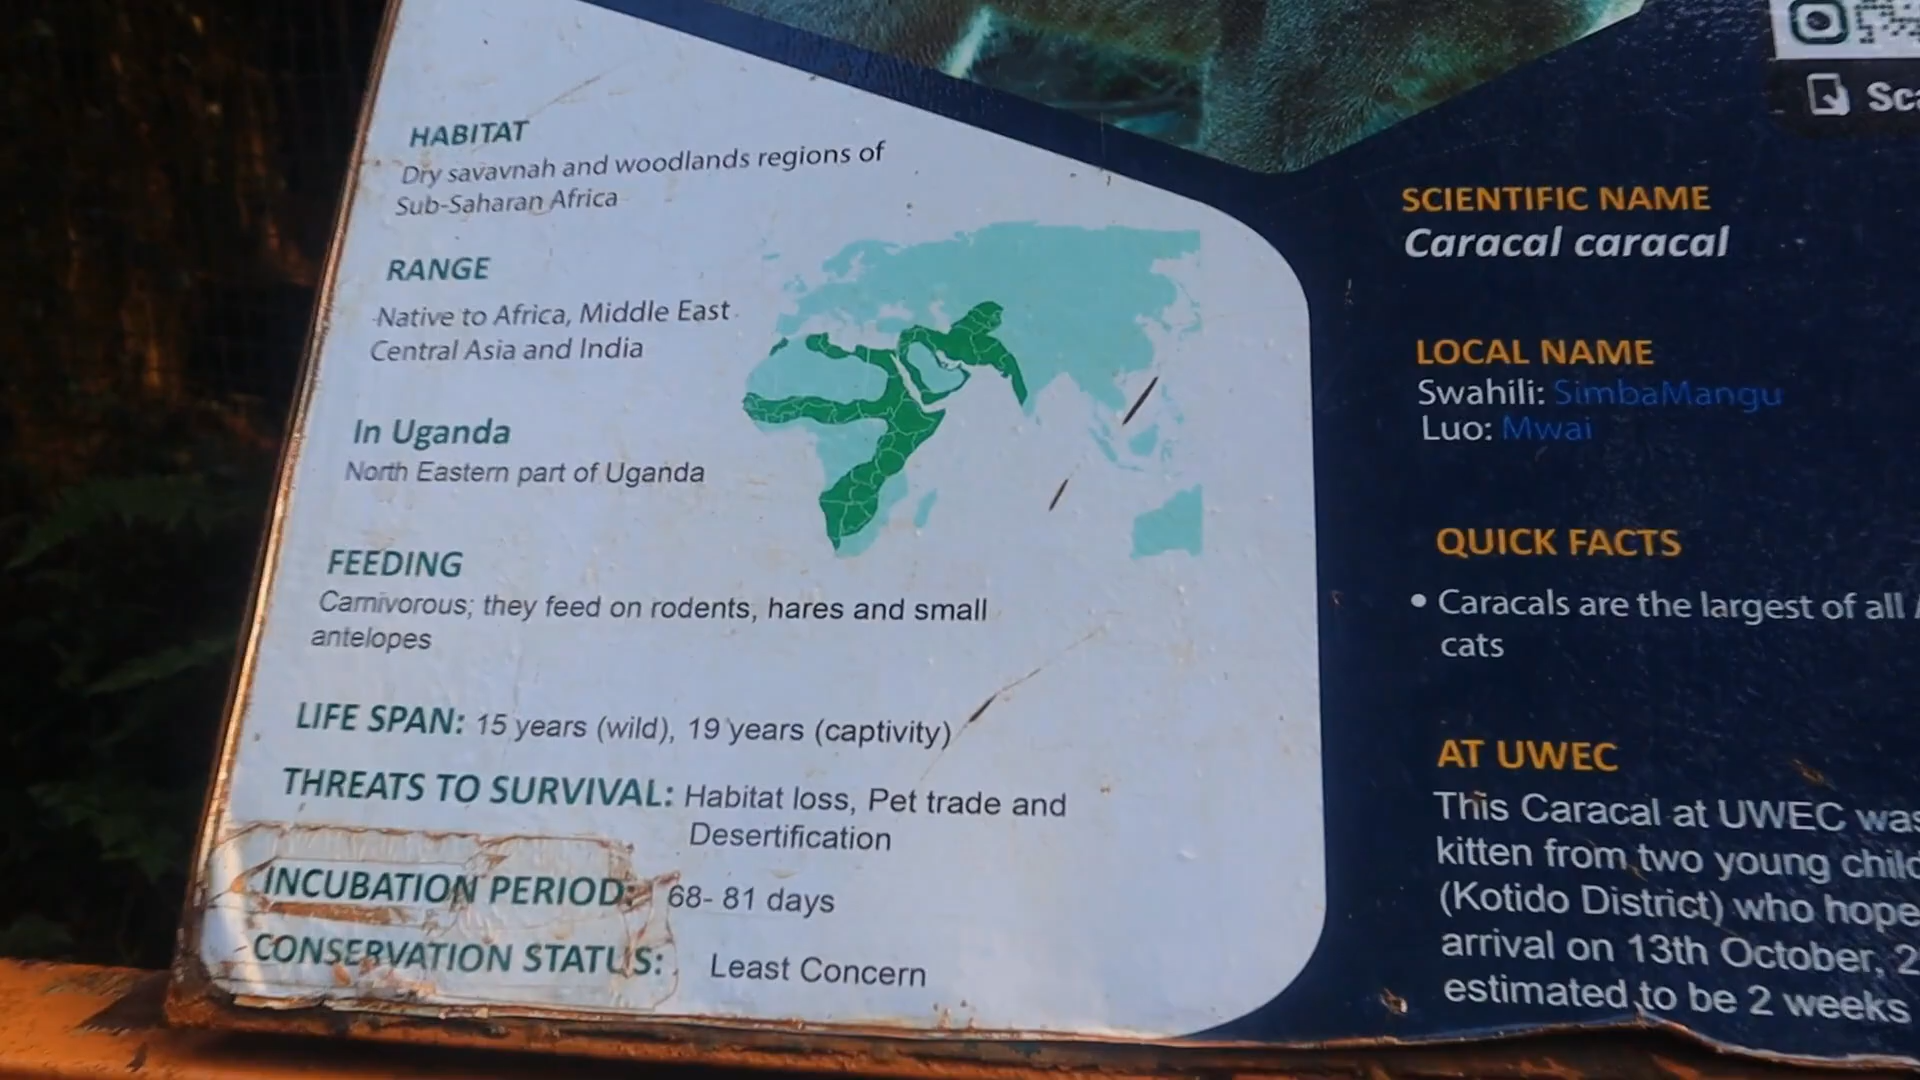 HABITAT
Dry savavnah and woodlands regions of
Sub-Saharan Africa
RANGE
Native to Africa, Middle East
Central Asia and India
In Uganda
North Eastern part of Uganda
FEEDING
Carnivorous; they feed on rodents, hares and small
antelopes
LIFE SPAN: 15 years (wild), 19 years (captivity)
THREATS TO SURVIVAL: Habitat loss, Pet trade and
Desertification
INCUBATION PERIOD: 68- 81 days
CONSERVATION STATUS: Least Concern
SCIENTIFIC NAME
Caracal caracal
LOCAL NAME
Swahili: SimbaMangu
Luo: Mwai
QUICK FACTS
• Caracals are the largest of all
cats
AT UWEC
This Caracal at UWEC
kitten from two young
(Kotido District) who
arrival on 13th October,
estimated to be 2 weeks